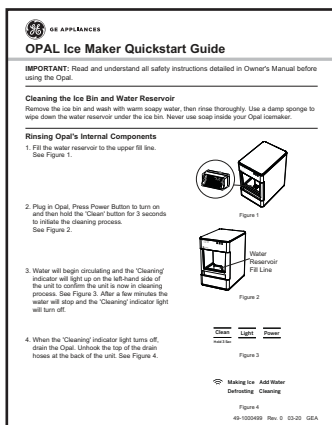 GE APPLIANCES
OPAL Ice Maker Quickstart Guide
IMPORTANT: Read and understand all safety instructions detailed in Owner's Manual before
using the Opal.
Cleaning the Ice Bin and Water Reservoir
Remove the ice bin and wash with warm soapy water, then rinse thoroughly. Use a damp sponge to
wipe down the water reservoir under the ice bin. Never use soap inside your Opal icemaker.
Rinsing Opal's Internal Components
1. Fill the water reservoir to the upper fill line.
See Figure 1.
Figure 1
2. Plug in Opal, Press Power Button to turn on
and then hold the 'Clean' button for 3 seconds
to initiate the cleaning process.
See Figure 2.
Water
Reservoir
Fill Line
Figure 2
3. Water will begin circulating and the 'Cleaning'
indicator will light up on the left-hand side of
the unit to confirm the unit is now in cleaning
process. See Figure 3. After a few minutes the
water will stop and the 'Cleaning' indicator light
will turn off.
Clean Light Power
Hold 3 Sec
Figure 3
4. When the 'Cleaning' indicator light turns off,
drain the Opal. Unhook the top of the drain
hoses at the back of the unit. See Figure 4.
Making Ice Add Water
Defrosting Cleaning
Figure 4
49-1000499 Rev. 0 03-20 GEA